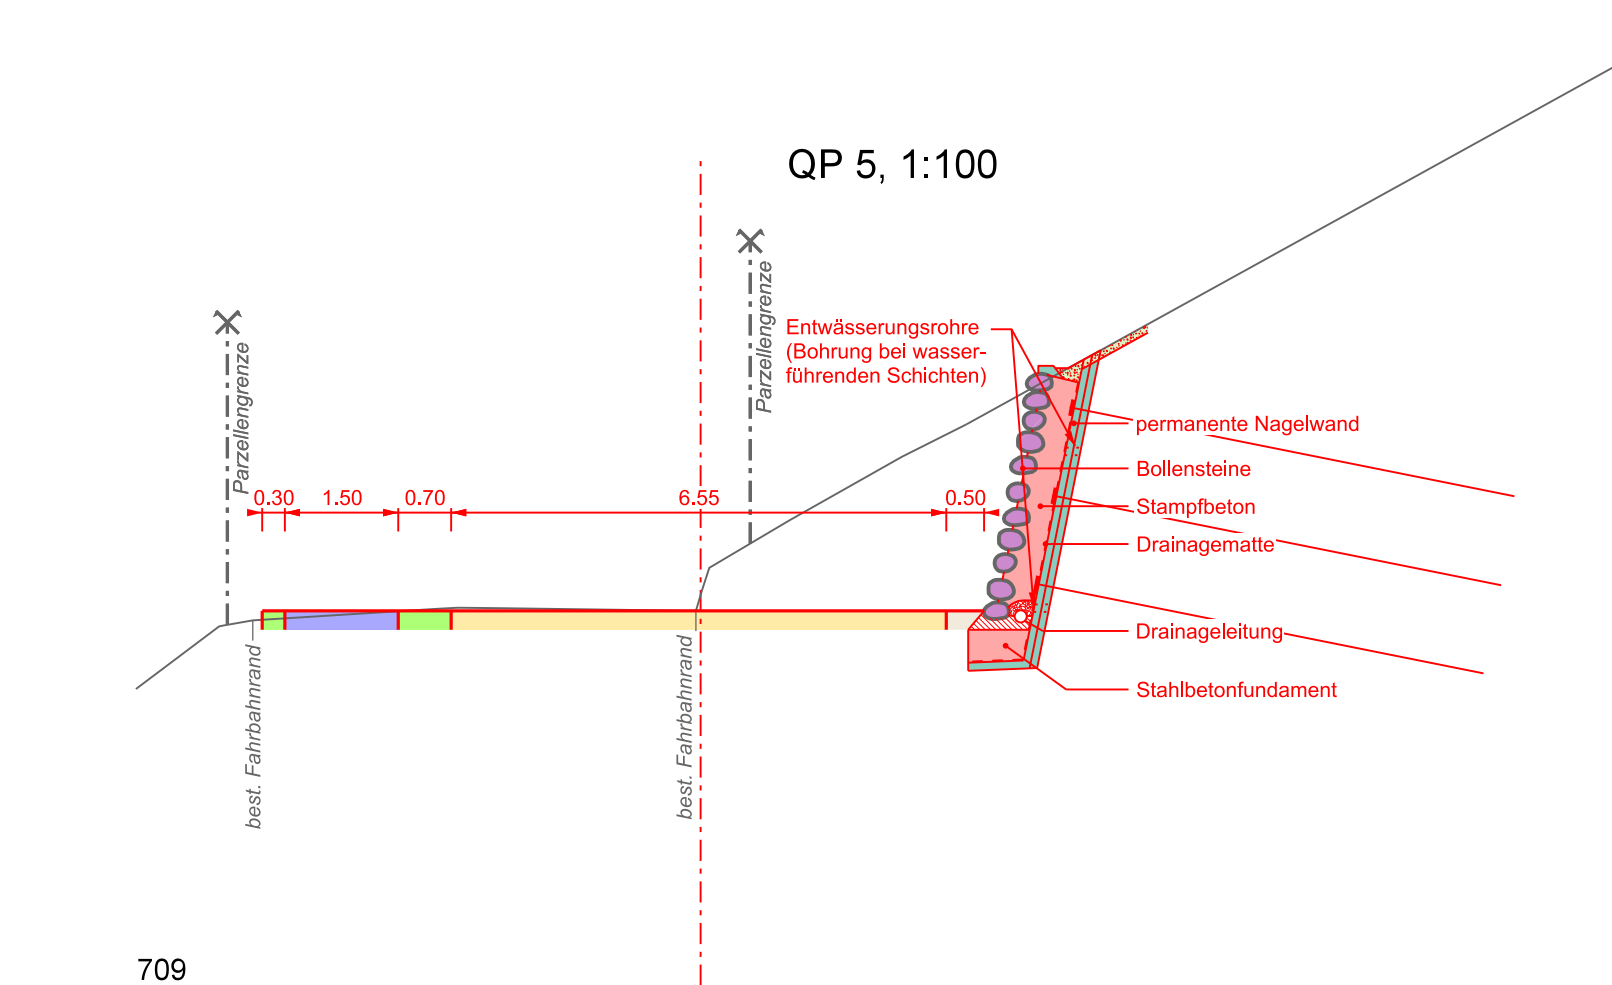 QP 5, 1:100
Parzellengrenze
Parzellengrenze
Entwässerungsrohre
(Bohrung bei wasser-
führenden Schichten)
permanente Nagelwand
Bollensteine
0.30 1.50 0.70 6.55 0.50
Stampfbeton
Drainagematte
Drainageleitung
Stahlbetonfundament
best. Fahrbahnrand
best. Fahrbahnrand
709